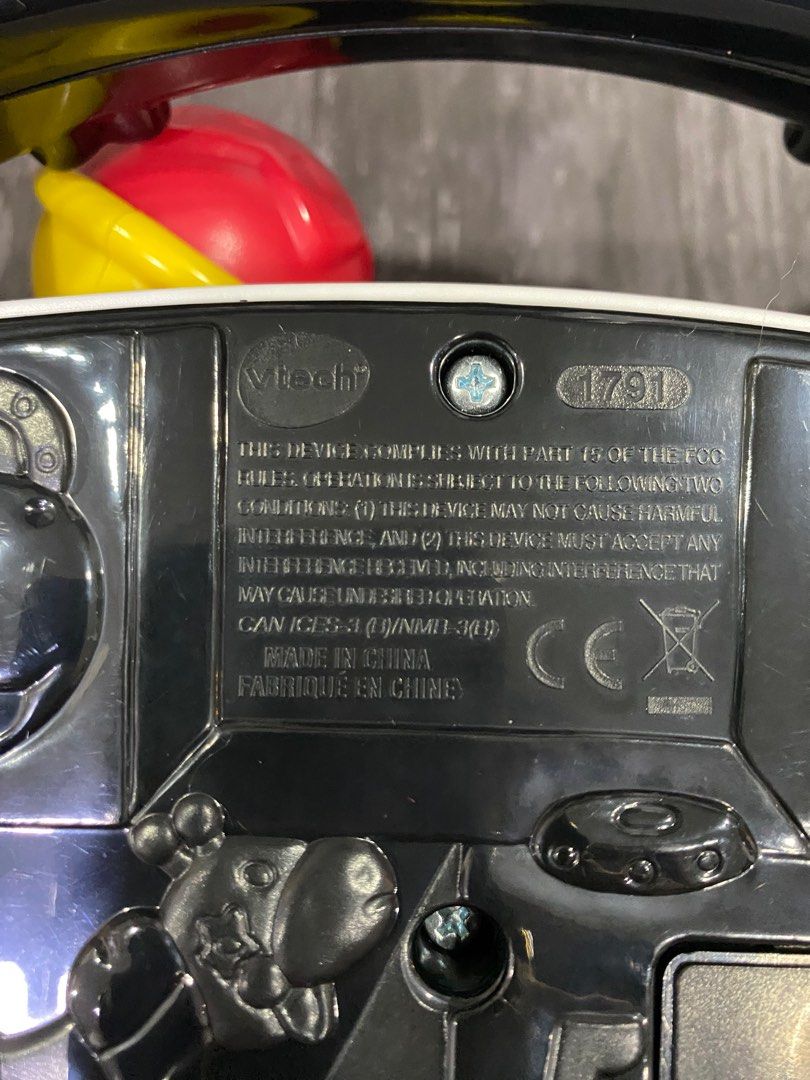 vtech
1791
THIS DEVICE COMPLIES WITH PART 15 OF THE FCC
RULES. OPERATION IS SUBJECT TO THE FOLLOWING TWO
CONDITIONS: (1) THIS DEVICE MAY NOT CAUSE HARMFUL
INTERFERENCE, AND (2) THIS DEVICE MUST ACCEPT ANY
INTERFERENCE RECEIVED, INCLUDING INTERFERENCE THAT
MAY CAUSE UNDESIRED OPERATION.
CAN ICES-3 (B)/NMB-3(B)
MADE IN CHINA
FABRIQUÉ EN CHINE
CE